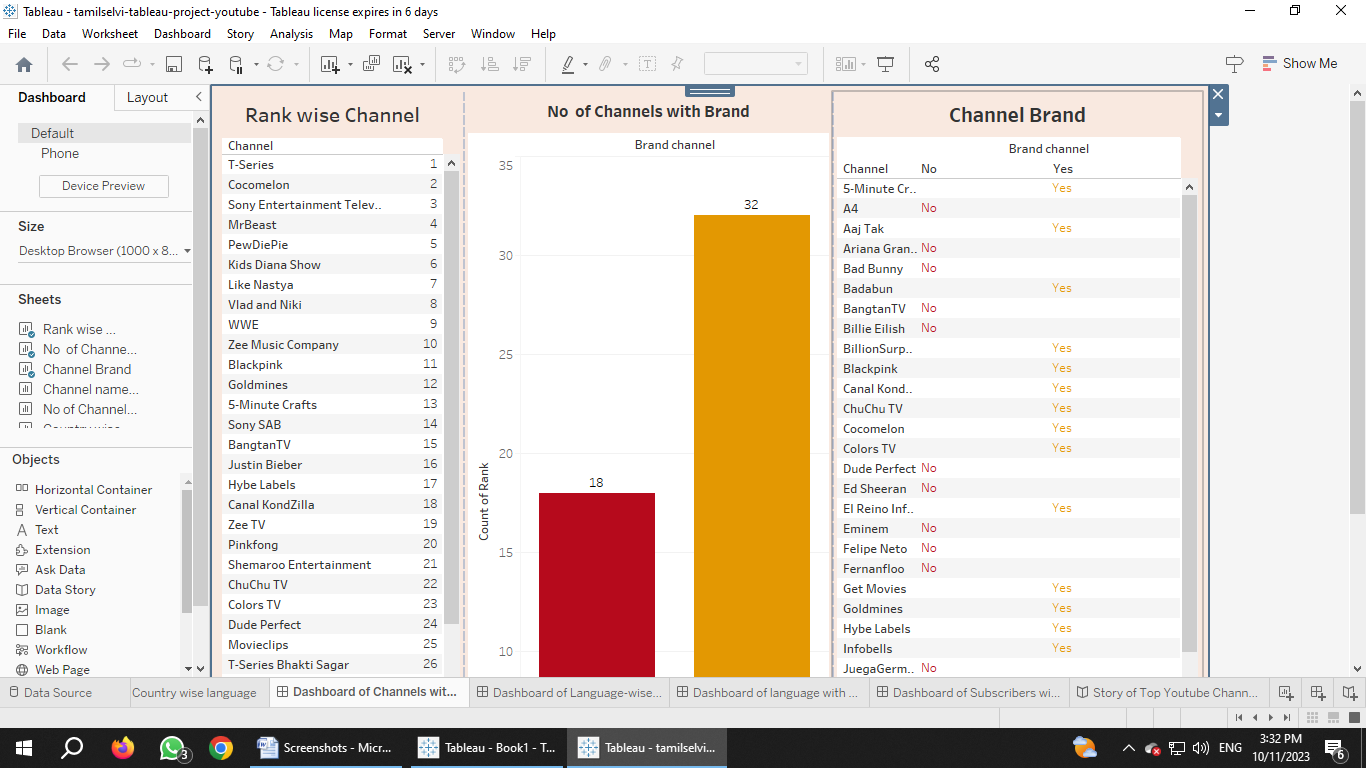 Tableau - tamilselvi-tableau-project-youtube - Tableau license expires in 6 days
File Data Worksheet Dashboard Story Analysis Map Format Server Window Help
Show Me
Dashboard Layout
Default
Phone
Device Preview
Size
Desktop Browser (1000 x 8...
Sheets
Rank wise ...
No of Channe...
Channel Brand
Channel name...
No of Channel...
Country wise
Objects
Horizontal Container
Vertical Container
Text
Extension
Ask Data
Data Story
Image
Blank
Workflow
Web Page
Rank wise Channel
Channel
T-Series 1
Cocomelon 2
Sony Entertainment Telev.. 3
MrBeast 4
PewDiePie 5
Kids Diana Show 6
Like Nastya 7
Vlad and Niki 8
WWE 9
Zee Music Company 10
Blackpink 11
Goldmines 12
5-Minute Crafts 13
Sony SAB 14
BangtanTV 15
Justin Bieber 16
Hybe Labels 17
Canal KondZilla 18
Zee TV 19
Pinkfong 20
Shemaroo Entertainment 21
ChuChu TV 22
Colors TV 23
Dude Perfect 24
Movieclips 25
T-Series Bhakti Sagar 26
No of Channels with Brand
Brand channel
35
30
25
20
15
10
Count of Rank
18
32
Channel Brand
Brand channel
Channel No Yes
5-Minute Cr.. Yes
A4 No
Aaj Tak Yes
Ariana Gran.. No
Bad Bunny No
Badabun Yes
BangtanTV No
Billie Eilish No
BillionSurp.. Yes
Blackpink Yes
Canal Kond.. Yes
ChuChu TV Yes
Cocomelon Yes
Colors TV Yes
Dude Perfect No
Ed Sheeran No
El Reino Inf.. Yes
Eminem No
Felipe Neto No
Fernanfloo No
Get Movies Yes
Goldmines Yes
Hybe Labels Yes
Infobells Yes
JuegaGerm.. No
Data Source Country wise language Dashboard of Channels wit... Dashboard of Language-wise... Dashboard of language with ... Dashboard of Subscribers wi... Story of Top Youtube Chann...
3 Screenshots - Micr... Tableau - Book1 - T... Tableau - tamilselvi... ENG 3:32 PM
10/11/2023 6